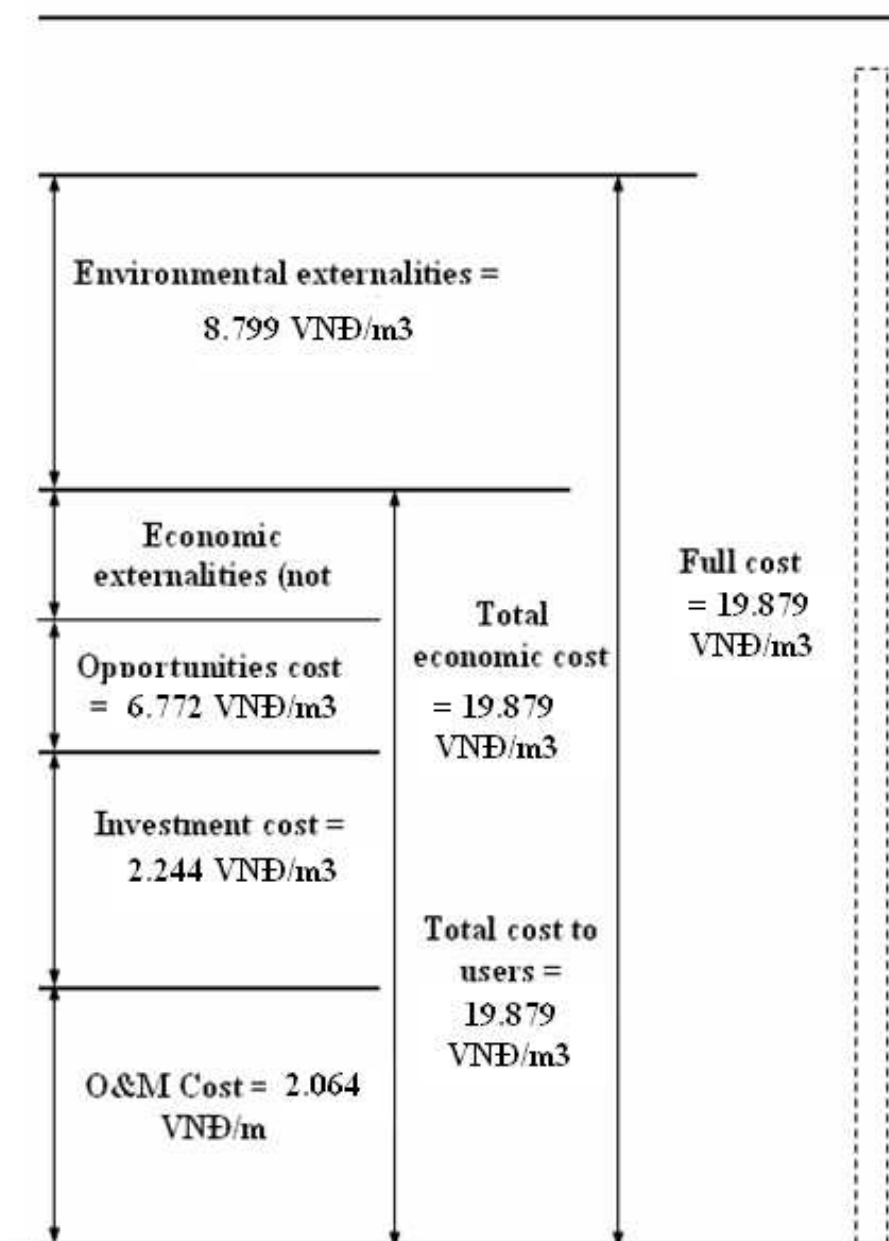 Environmental externalities =
8.799 VNĐ/m3
Economic
externalities (not
Opportunities cost
= 6.772 VNĐ/m3
Investment cost =
2.244 VNĐ/m3
O&M Cost = 2.064
VNĐ/m
Total
economic cost
= 19.879
VNĐ/m3
Total cost to
users =
19.879
VNĐ/m3
Full cost
= 19.879
VNĐ/m3